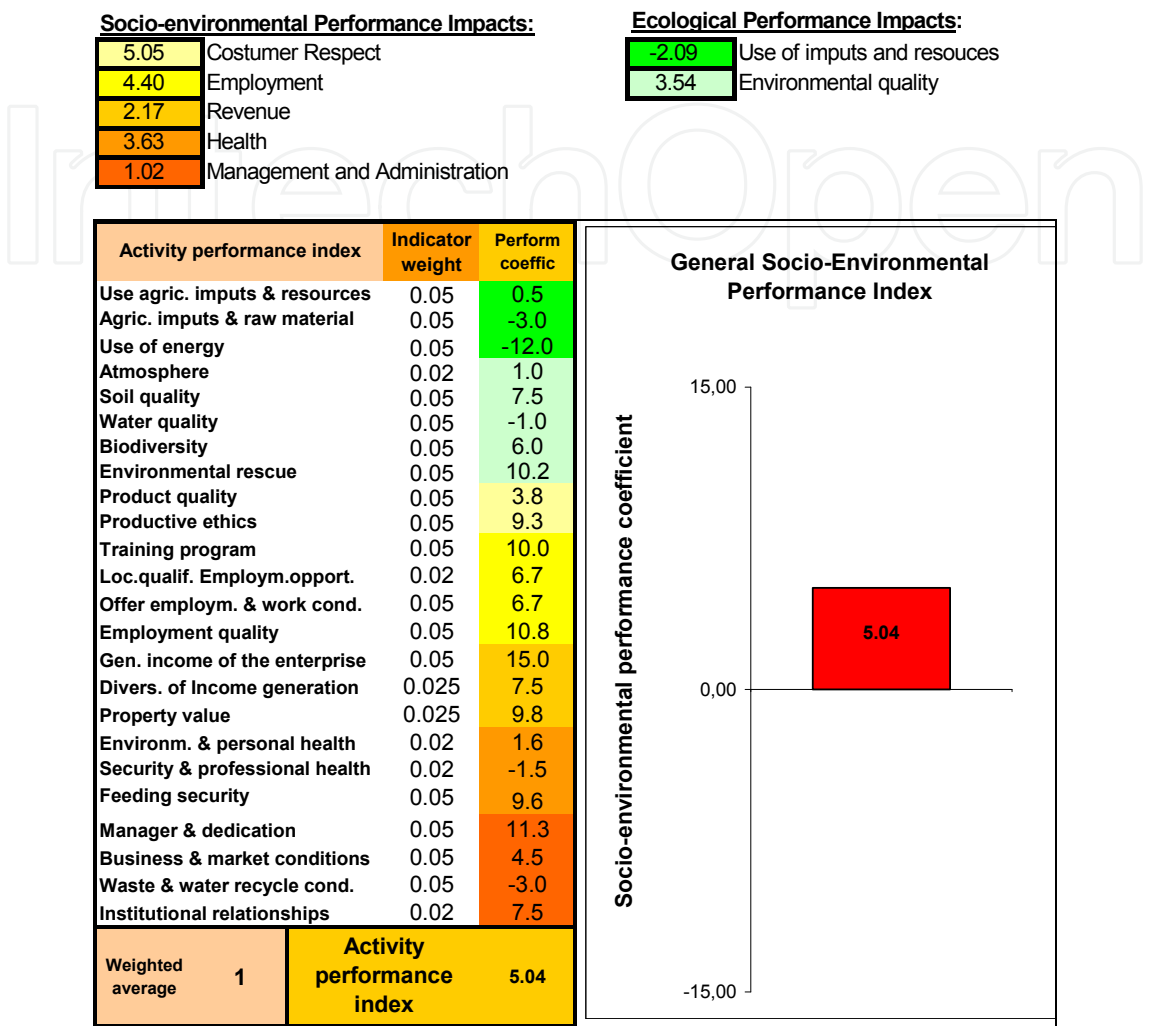 Socio-environmental Performance Impacts:
5.05 Costumer Respect
4.40 Employment
2.17 Revenue
3.63 Health
1.02 Management and Administration
Ecological Performance Impacts:
-2.09 Use of imputs and resouces
3.54 Environmental quality
IntechOpen
Activity performance index Indicator weight Perform coeffic
Use agric. imputs & resources 0.05 0.5
Agric. imputs & raw material 0.05 -3.0
Use of energy 0.05 -12.0
Atmosphere 0.02 1.0
Soil quality 0.05 7.5
Water quality 0.05 -1.0
Biodiversity 0.05 6.0
Environmental rescue 0.05 10.2
Product quality 0.05 3.8
Productive ethics 0.05 9.3
Training program 0.05 10.0
Loc.qualif. Employm.opport. 0.02 6.7
Offer employm. & work cond. 0.05 6.7
Employment quality 0.05 10.8
Gen. income of the enterprise 0.05 15.0
Divers. of Income generation 0.025 7.5
Property value 0.025 9.8
Environm. & personal health 0.02 1.6
Security & professional health 0.02 -1.5
Feeding security 0.05 9.6
Manager & dedication 0.05 11.3
Business & market conditions 0.05 4.5
Waste & water recycle cond. 0.05 -3.0
Institutional relationships 0.02 7.5
Weighted average 1 Activity performance index 5.04
General Socio-Environmental
Performance Index
Socio-environmental performance coefficient
15,00
5.04
0,00
-15,00